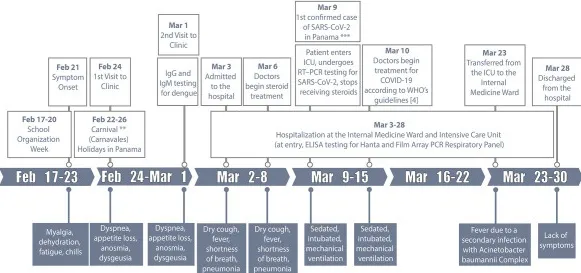 Mar 9
1st confirmed case
of SARS-CoV-2
in Panama ***
Mar 1
2nd Visit to
Clinic
Feb 21
Symptom
Onset
Feb 24
1st Visit to
Clinic
IgG and
IgM testing
for dengue
Mar 3
Admitted
to the
hospital
Mar 6
Doctors
begin steroid
treatment
Patient enters
ICU, undergoes
RT-PCR testing for
SARS-CoV-2, stops
receiving steroids
Mar 10
Doctors begin
treatment for
COVID-19
according to WHO's
guidelines [4]
Mar 23
Transferred from
the ICU to the
Internal
Medicine Ward
Mar 28
Discharged
from the
hospital
Feb 17-20
School
Organization
Week
Feb 22-26
Carnival **
(Carnavales)
Holidays in Panama
Mar 3-28
Hospitalization at the Internal Medicine Ward and Intensive Care Unit
(at entry, ELISA testing for Hanta and Film Array PCR Respiratory Panel)
Feb 17-23
Feb 24-Mar 1
Mar 2-8
Mar 9-15
Mar 16-22
Mar 23-30
Myalgia,
dehydration,
fatigue, chills
Dyspnea,
appetite loss,
anosmia,
dysgeusia
Dyspnea,
appetite loss,
anosmia,
dysgeusia
Dry cough,
fever,
shortness
of breath,
pneumonia
Dry cough,
fever,
shortness
of breath,
pneumonia
Sedated,
intubated,
mechanical
ventilation
Sedated,
intubated,
mechanical
ventilation
Fever due to a
secondary infection
with Acinetobacter
baumannii Complex
Lack of
symptoms